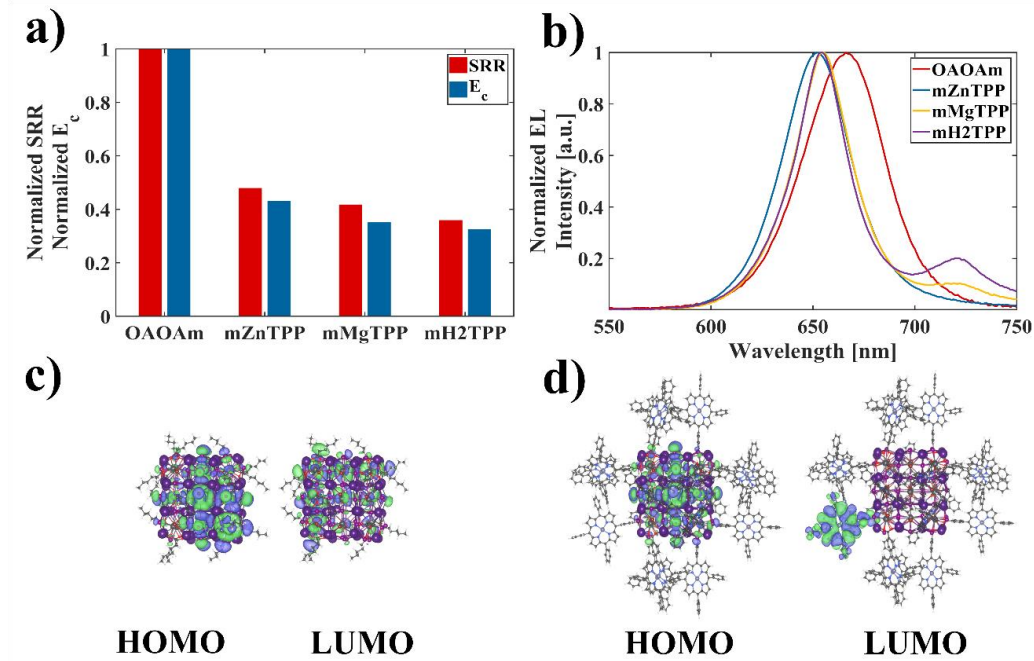 a)
Normalized SRR
Normalized E_c
1
0.8
0.6
0.4
0.2
0
OAOAm
mZnTPP
mMgTPP
mH2TPP
SRR
E_c
b)
Normalized EL
Intensity [a.u.]
1
0.8
0.6
0.4
0.2
550
600
650
700
750
Wavelength [nm]
OAOAm
mZnTPP
mMgTPP
mH2TPP
c)
HOMO
LUMO
d)
HOMO
LUMO